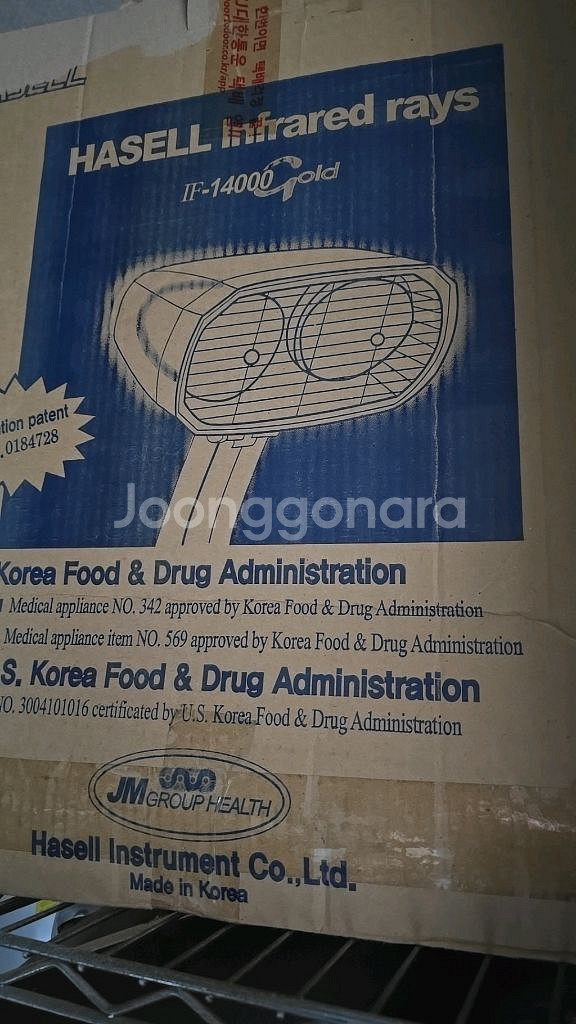 HASELL Infrared rays
IF-14000 Gold
tion patent
.0184728
Joonggonara
Korea Food & Drug Administration
Medical appliance NO. 342 approved by Korea Food & Drug Administration
Medical appliance item NO. 569 approved by Korea Food & Drug Administration
S. Korea Food & Drug Administration
NO. 3004101016 certificated by U.S. Korea Food & Drug Administration
JM GROUP HEALTH
Hasell Instrument Co.,Ltd.
Made in Korea